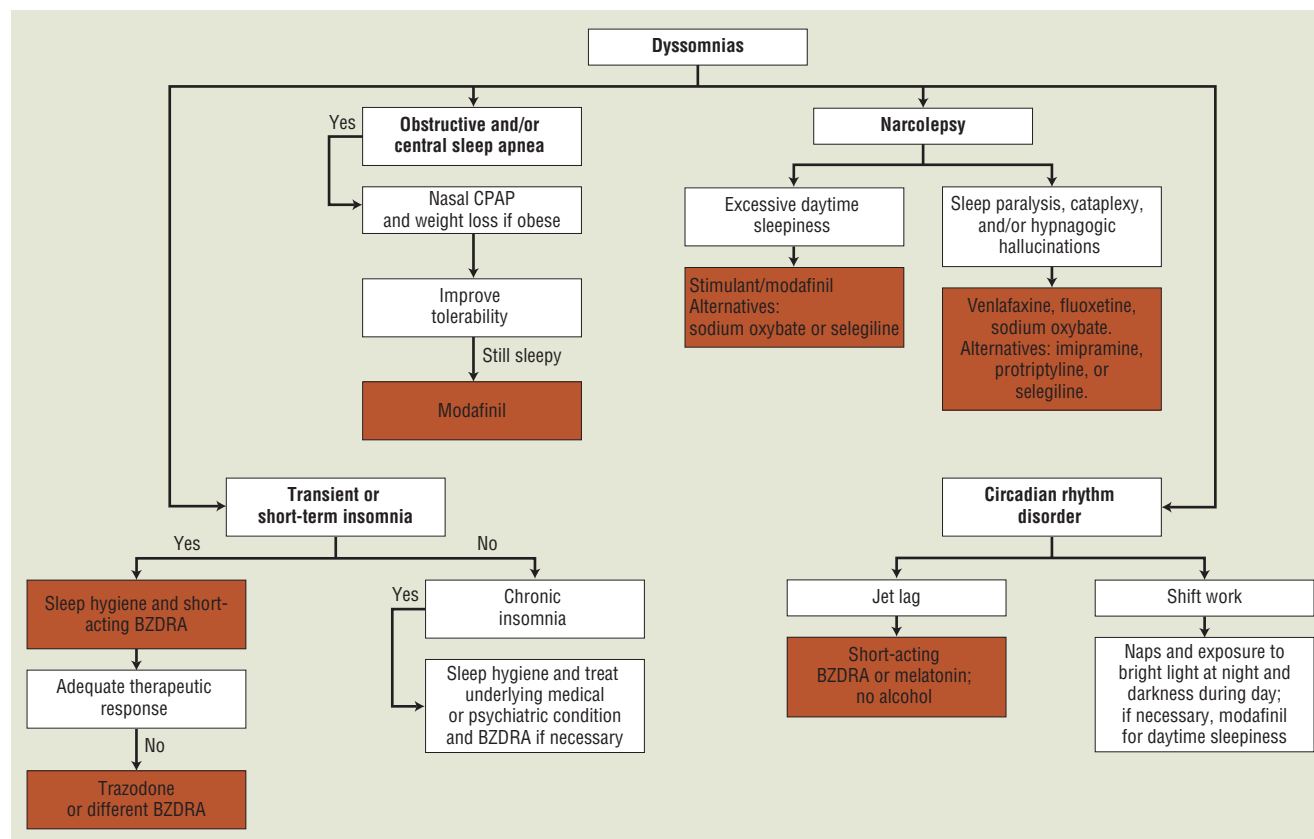 Dyssomnias
Yes
Obstructive and/or
central sleep apnea
Nasal CPAP
and weight loss if obese
Improve
tolerability
Still sleepy
Modafinil
Narcolepsy
Excessive daytime
sleepiness
Stimulant/modafinil
Alternatives:
sodium oxybate or selegiline
Sleep paralysis, cataplexy,
and/or hypnagogic
hallucinations
Venlafaxine, fluoxetine,
sodium oxybate.
Alternatives: imipramine,
protriptyline, or
selegiline.
Transient or
short-term insomnia
Yes
No
Sleep hygiene and short-
acting BZDRA
Adequate therapeutic
response
No
Trazodone
or different BZDRA
Yes
Chronic
insomnia
Sleep hygiene and treat
underlying medical
or psychiatric condition
and BZDRA if necessary
Circadian rhythm
disorder
Jet lag
Short-acting
BZDRA or melatonin;
no alcohol
Shift work
Naps and exposure to
bright light at night and
darkness during day;
if necessary, modafinil
for daytime sleepiness